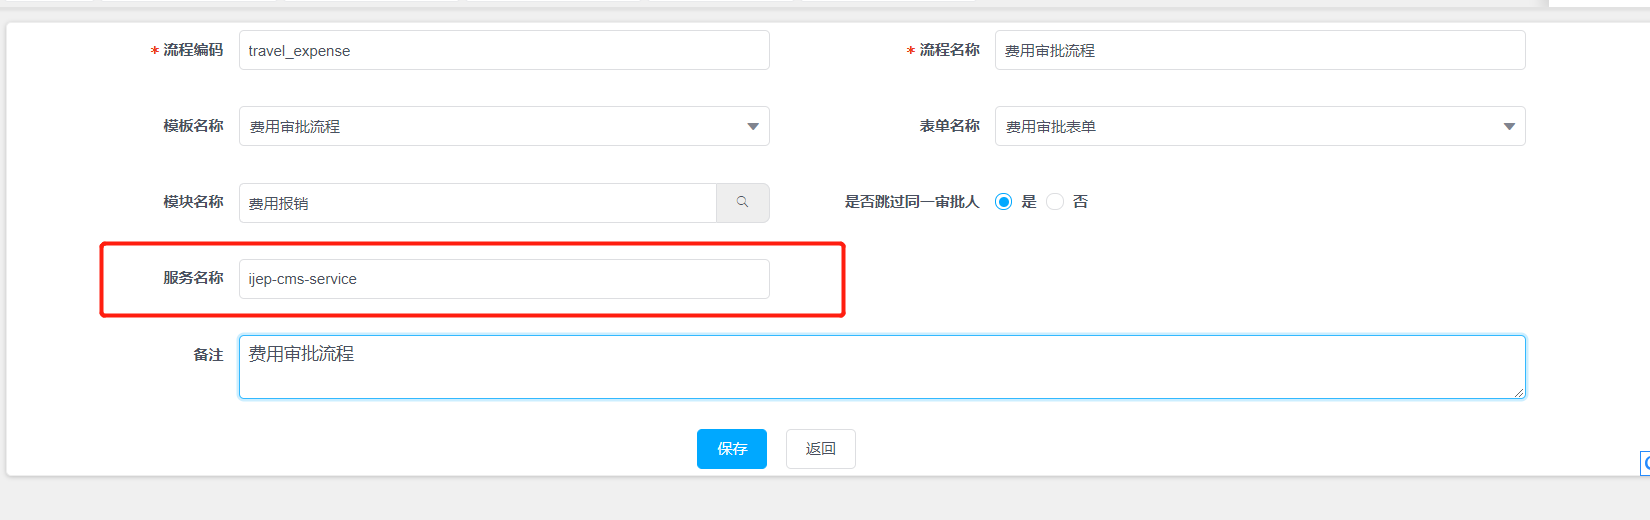 * 流程编码 travel_expense * 流程名称 费用审批流程
模板名称 费用审批流程 表单名称 费用审批表单
模块名称 费用报销 是否跳过同一审批人 是 否
服务名称 ijep-cms-service
备注 费用审批流程
保存 返回